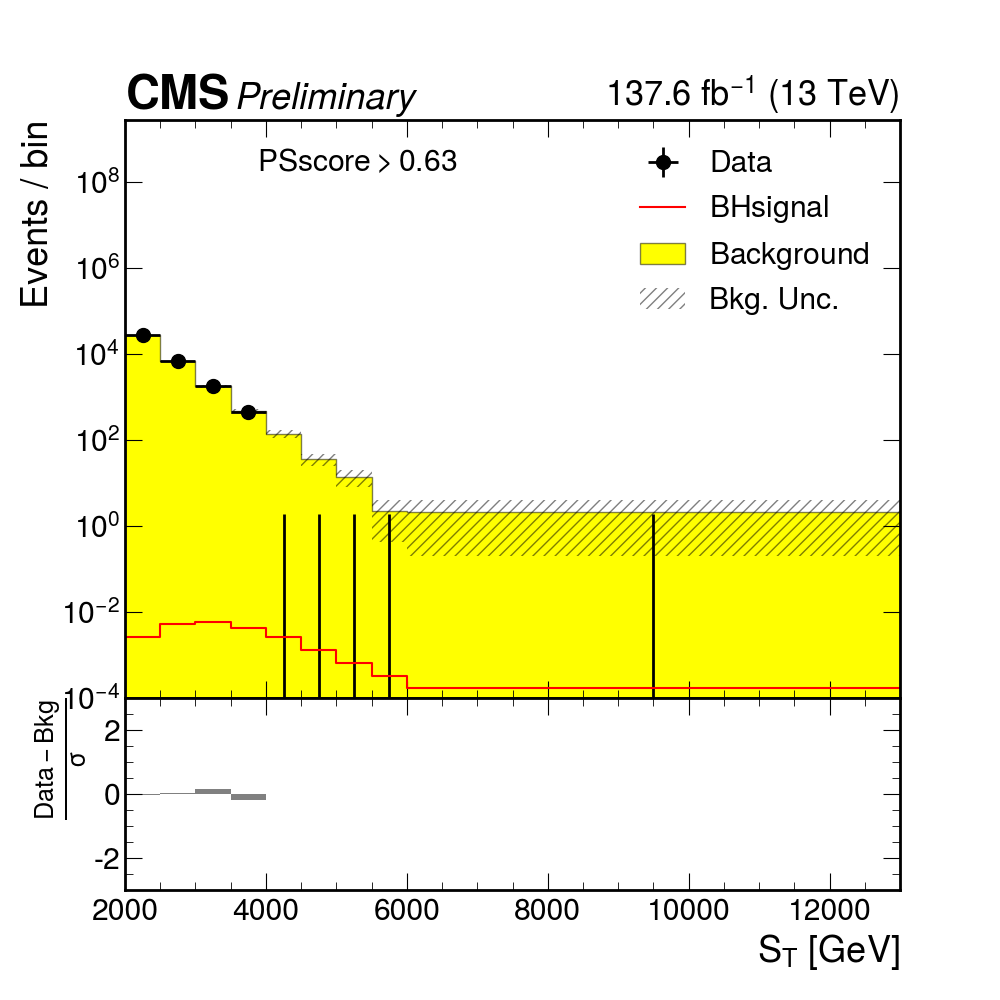 CMS Preliminary 137.6 fb⁻¹ (13 TeV)
Events / bin
PSscore > 0.63
Data
BHsignal
Background
Bkg. Unc.
10⁸
10⁶
10⁴
10²
10⁰
10⁻²
10⁻⁴
Data – Bkg
σ
2
0
-2
2000 4000 6000 8000 10000 12000
S_T [GeV]